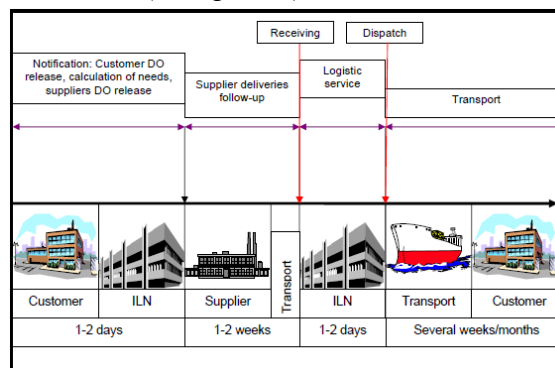 Receiving
Dispatch
Notification: Customer DO
release, calculation of needs,
suppliers DO release
Supplier deliveries
follow-up
Logistic
service
Transport
Customer
ILN
Supplier
Transport
ILN
Transport
Customer
1-2 days
1-2 weeks
1-2 days
Several weeks/months